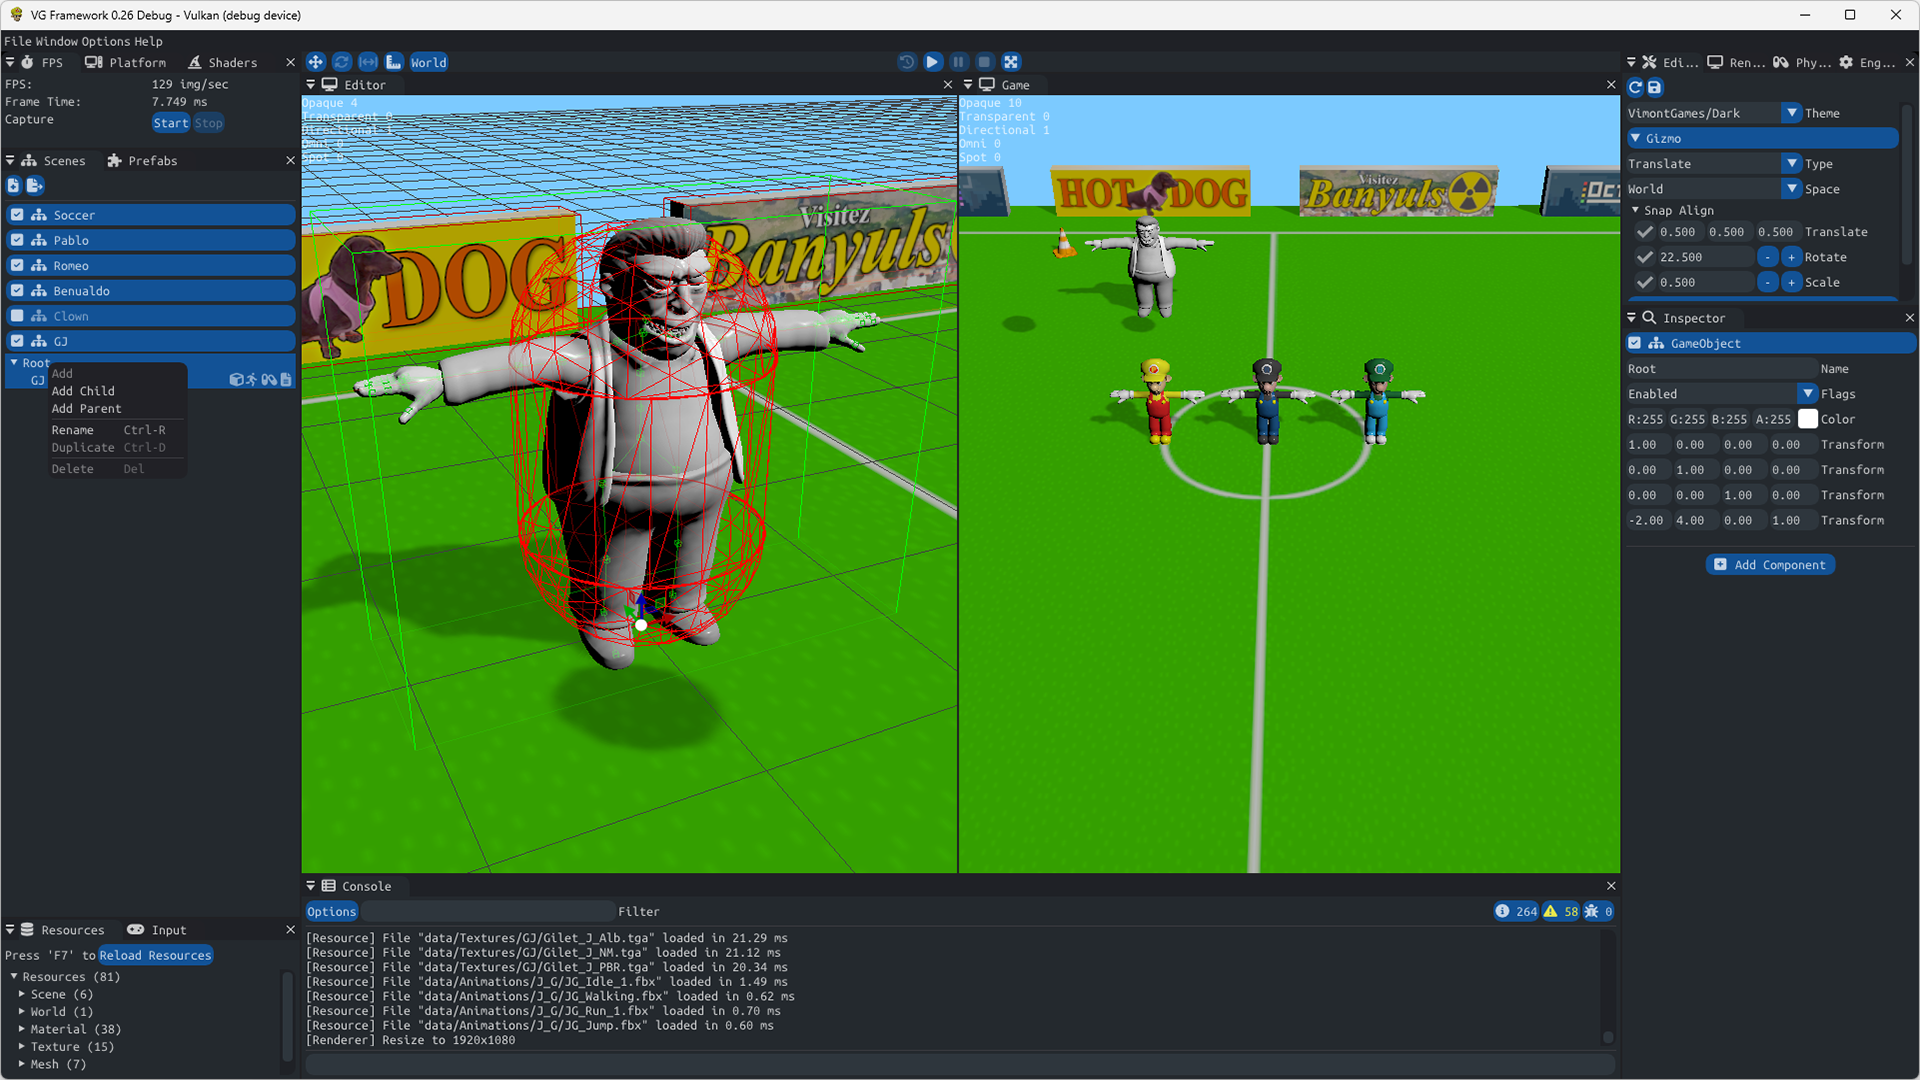 VG Framework 0.26 Debug - Vulkan (debug device)
File Window Options Help
FPS Platform Shaders
FPS: 129 img/sec
Frame Time: 7.749 ms
Capture Start Stop
Scenes Prefabs
Soccer
Pablo
Romeo
Benualdo
Clown
GJ
Root
GJ
Add
Add Child
Add Parent
Rename Ctrl-R
Duplicate Ctrl-D
Delete Del
Resources Input
Press 'F7' to Reload Resources
Resources (81)
Scene (6)
World (1)
Material (38)
Texture (15)
Mesh (7)
World
Editor
Opaque 4
Transparent 0
Directional 1
Omni 0
Spot 0
DOG
Visitez
Banyuls
Game
Opaque 10
Transparent 0
Directional 1
Omni 0
Spot 0
HOT DOG
Visitez
Banyuls
Console
Options Filter 264 58 0
[Resource] File "data/Textures/GJ/Gilet_J_Alb.tga" loaded in 21.29 ms
[Resource] File "data/Textures/GJ/Gilet_J_NM.tga" loaded in 21.12 ms
[Resource] File "data/Textures/GJ/Gilet_J_PBR.tga" loaded in 20.34 ms
[Resource] File "data/Animations/J_G/JG_Idle_1.fbx" loaded in 1.49 ms
[Resource] File "data/Animations/J_G/JG_Walking.fbx" loaded in 0.62 ms
[Resource] File "data/Animations/J_G/JG_Run_1.fbx" loaded in 0.70 ms
[Resource] File "data/Animations/J_G/JG_Jump.fbx" loaded in 0.60 ms
[Renderer] Resize to 1920x1080
Edi... Ren... Phy... Eng...
VimontGames/Dark Theme
Gizmo
Translate Type
World Space
Snap Align
0.500 0.500 0.500 Translate
22.500 - + Rotate
0.500 - + Scale
Inspector
GameObject
Root Name
Enabled Flags
R:255 G:255 B:255 A:255 Color
1.00 0.00 0.00 0.00 Transform
0.00 1.00 0.00 0.00 Transform
0.00 0.00 1.00 0.00 Transform
-2.00 4.00 0.00 1.00 Transform
Add Component